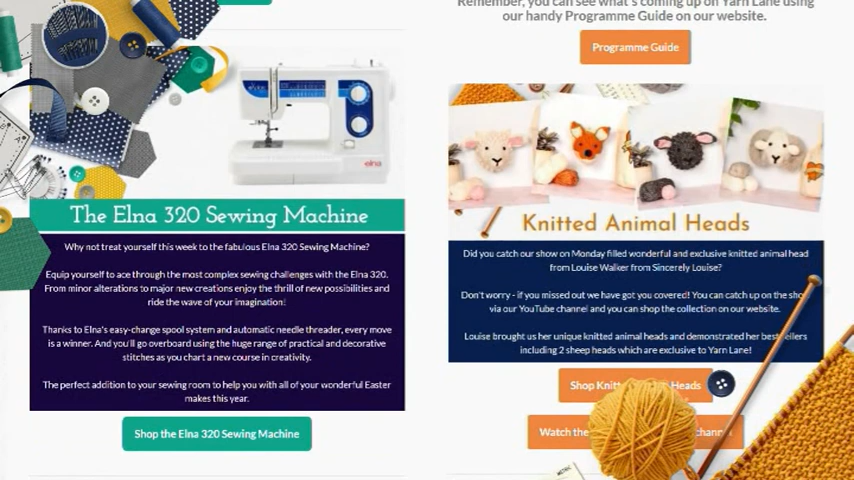 The Elna 320 Sewing Machine
Why not treat yourself this week to the fabulous Elna 320 Sewing Machine?
Equip yourself to ace through the most complex sewing challenges with the Elna 320.
From minor alterations to major new creations enjoy the thrill of new possibilities and
ride the wave of your imagination!
Thanks to Elna's easy-change spool system and automatic needle threader, every move
is a winner. And you'll go overboard using the huge range of practical and decorative
stitches as you chart a new course in creativity.
The perfect addition to your sewing room to help you with all of your wonderful Easter
makes this year.
Shop the Elna 320 Sewing Machine
elna
Remember, you can see what's coming up on Yarn Lane using
our handy Programme Guide on our website.
Programme Guide
Knitted Animal Heads
Did you catch our show on Monday filled wonderful and exclusive knitted animal head
from Louise Walker from Sincerely Louise?
Don't worry - if you missed out we have got you covered! You can catch up on the
via our YouTube channel and you can shop the collection on our website.
Louise brought us her unique knitted animal heads and demonstrated her
including 2 sheep heads which are exclusive to Yarn Lane!
Shop Heads
Watch the